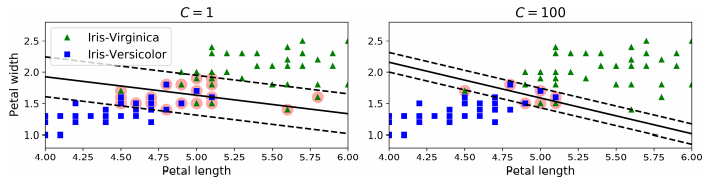 C = 1
Iris-Virginica
Iris-Versicolor
Petal width
2.5
2.0
1.5
1.0
4.00 4.25 4.50 4.75 5.00 5.25 5.50 5.75 6.00
Petal length
C = 100
2.5
2.0
1.5
1.0
4.00 4.25 4.50 4.75 5.00 5.25 5.50 5.75 6.00
Petal length